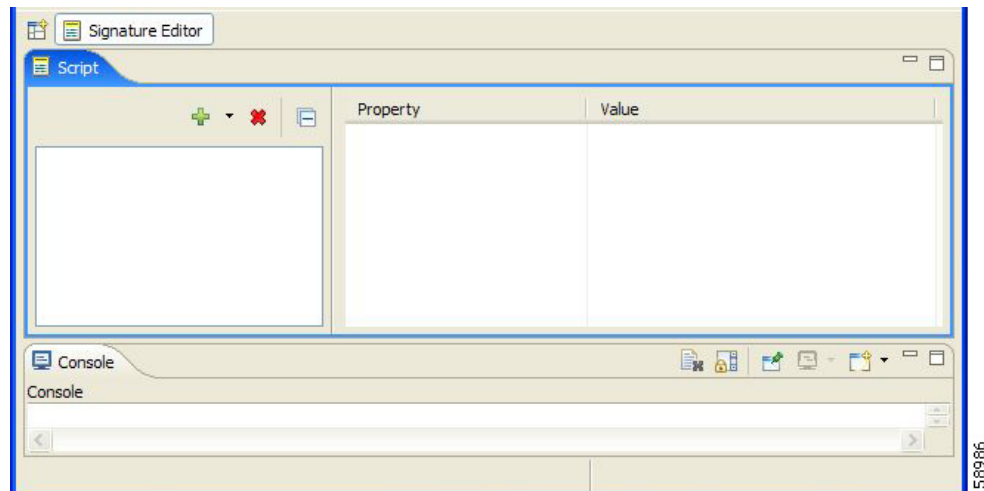 Signature Editor
Script
Property Value
Console
Console
58986